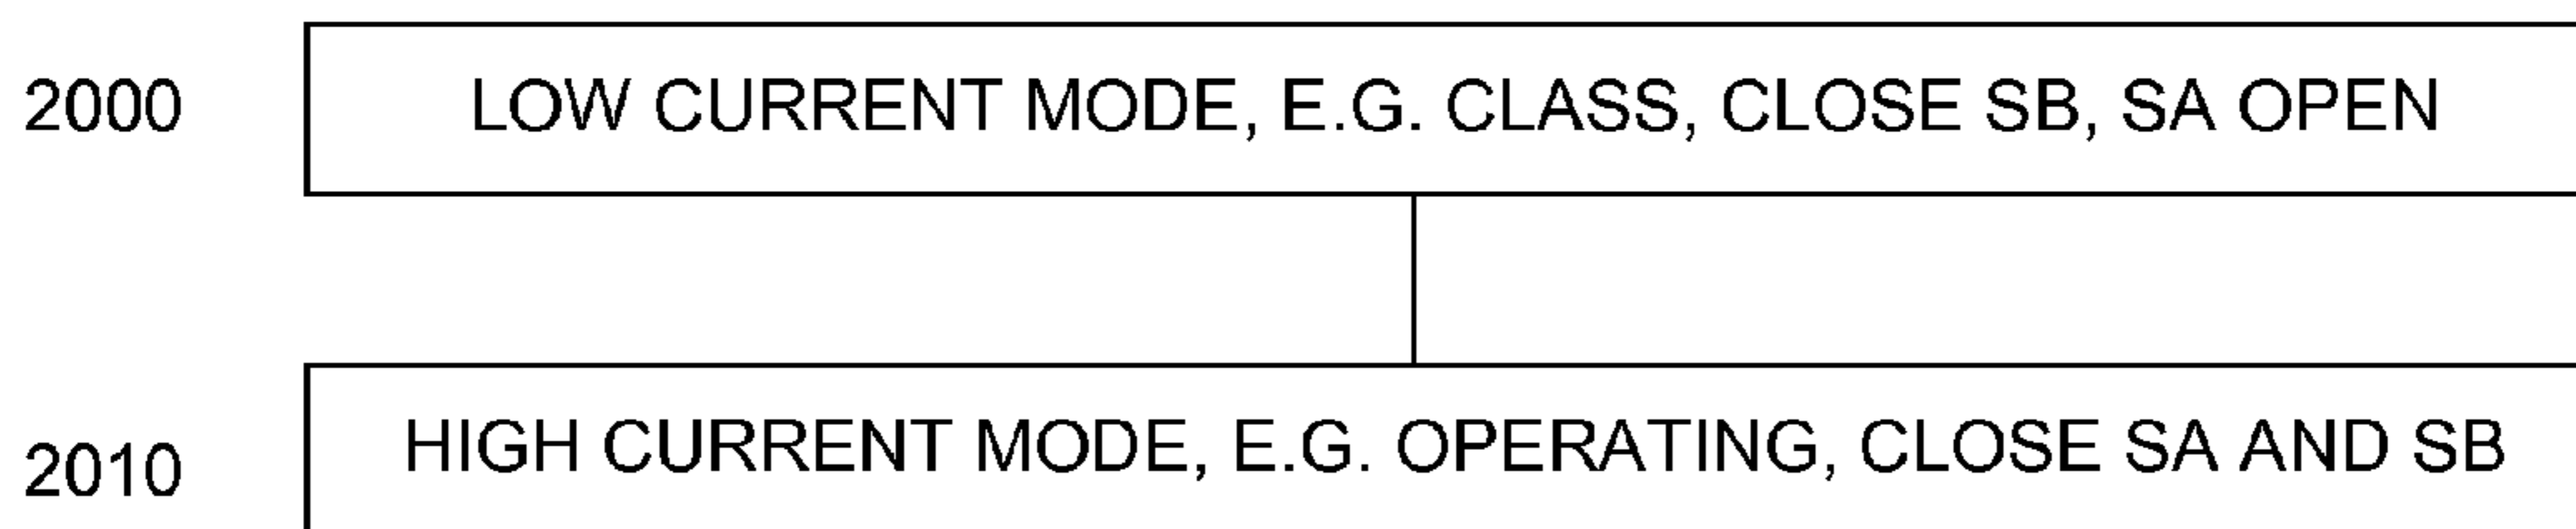 2000 LOW CURRENT MODE, E.G. CLASS, CLOSE SB, SA OPEN
2010 HIGH CURRENT MODE, E.G. OPERATING, CLOSE SA AND SB